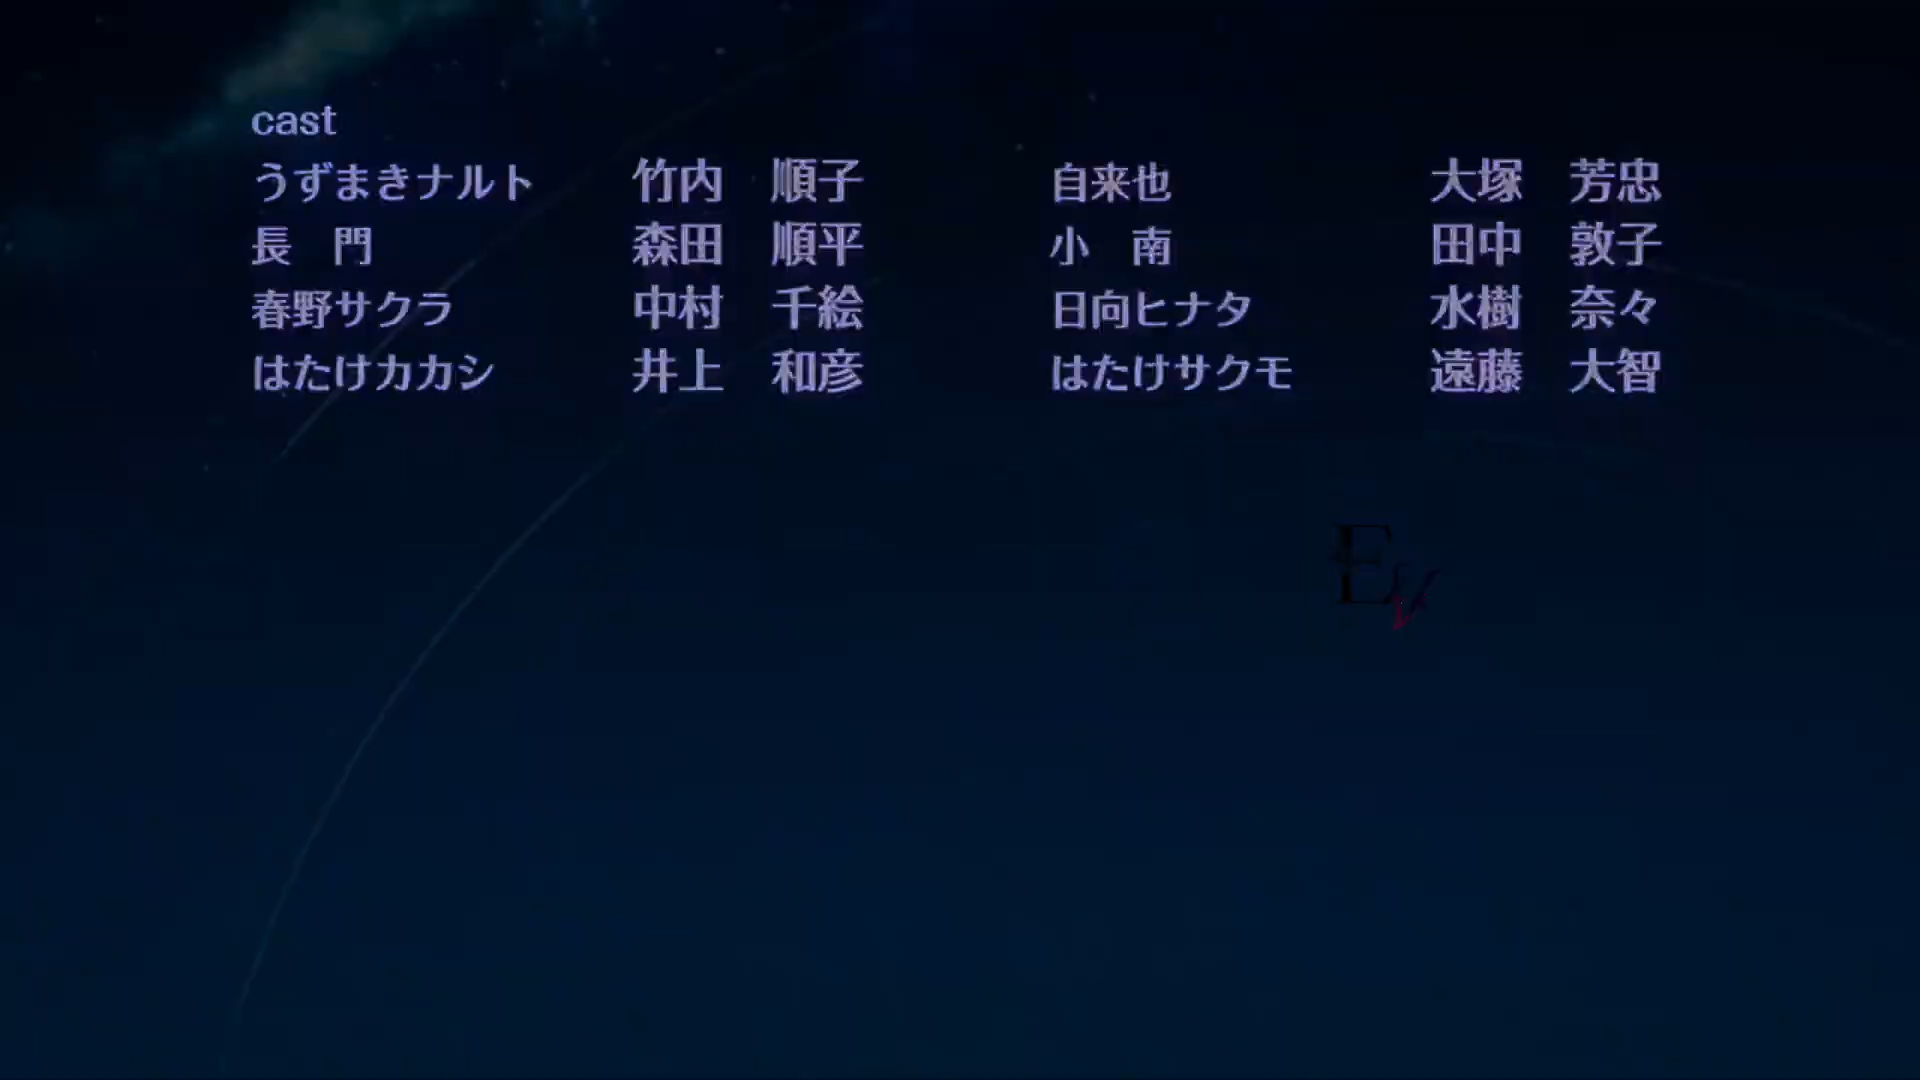 cast
うずまきナルト　竹内　順子　自来也　大塚　芳忠
長　門　森田　順平　小　南　田中　敦子
春野サクラ　中村　千絵　日向ヒナタ　水樹　奈々
はたけカカシ　井上　和彦　はたけサクモ　遠藤　大智
E